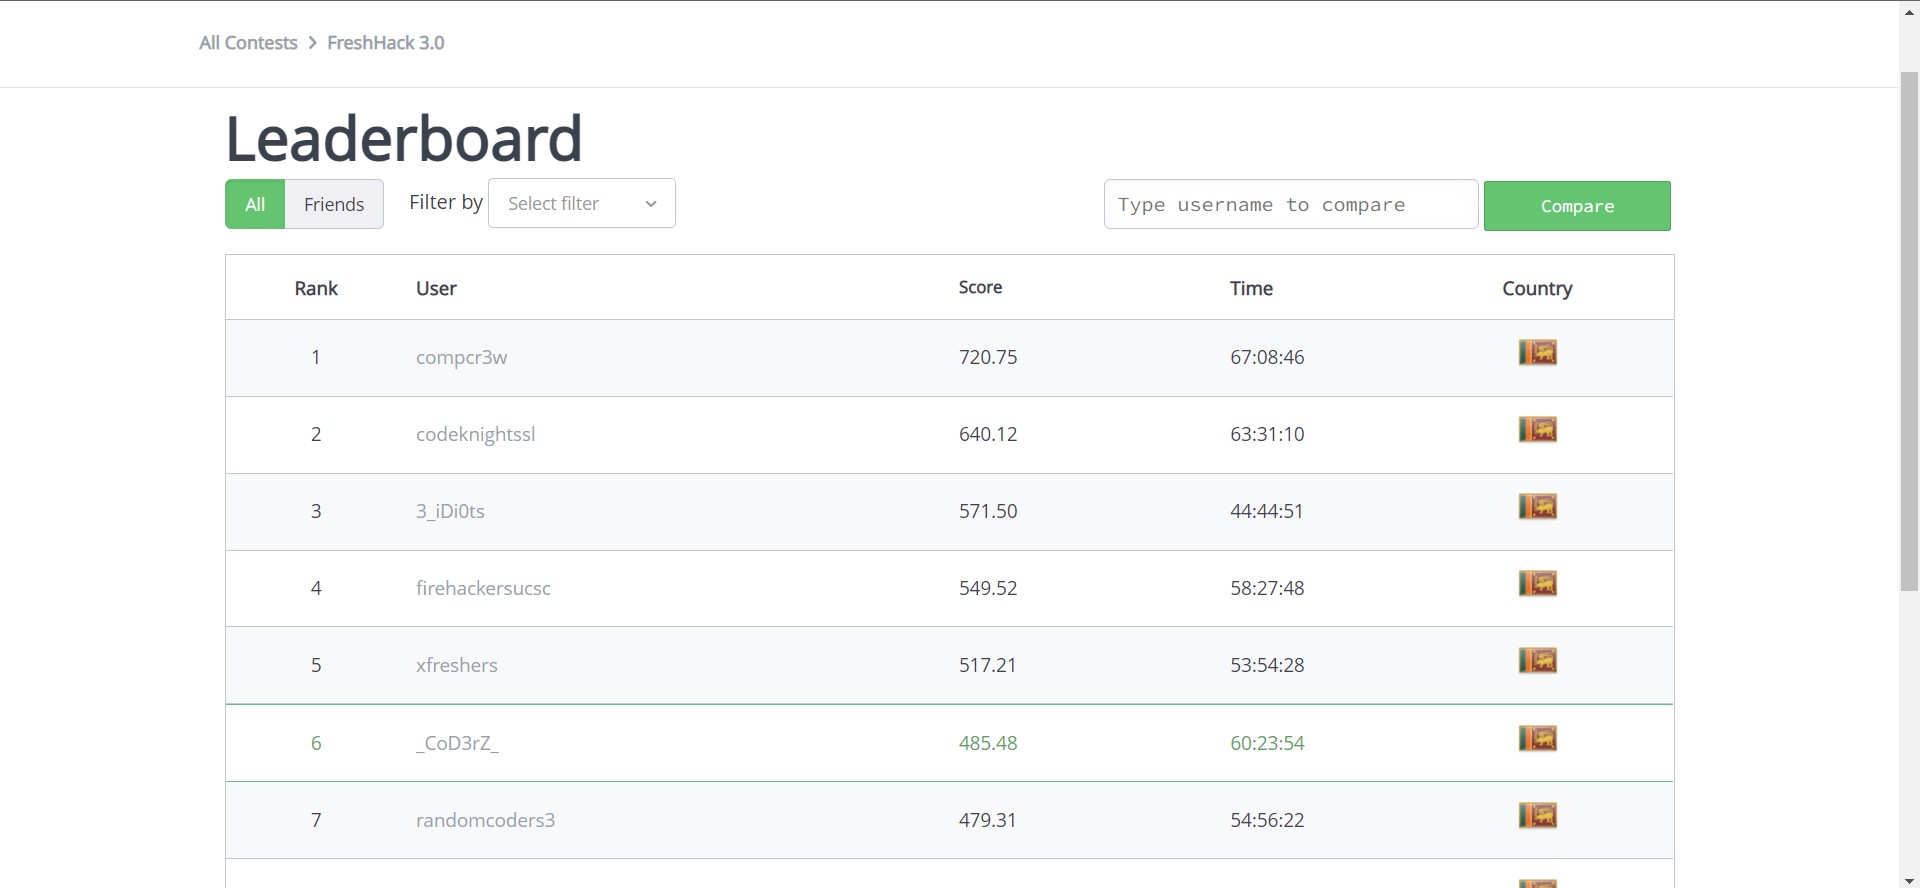 All Contests > FreshHack 3.0
Leaderboard
All Friends Filter by Select filter Type username to compare Compare
Rank User Score Time Country
1 compcr3w 720.75 67:08:46
2 codeknightssl 640.12 63:31:10
3 3_iDi0ts 571.50 44:44:51
4 firehackersucsc 549.52 58:27:48
5 xfreshers 517.21 53:54:28
6 _CoD3rZ_ 485.48 60:23:54
7 randomcoders3 479.31 54:56:22